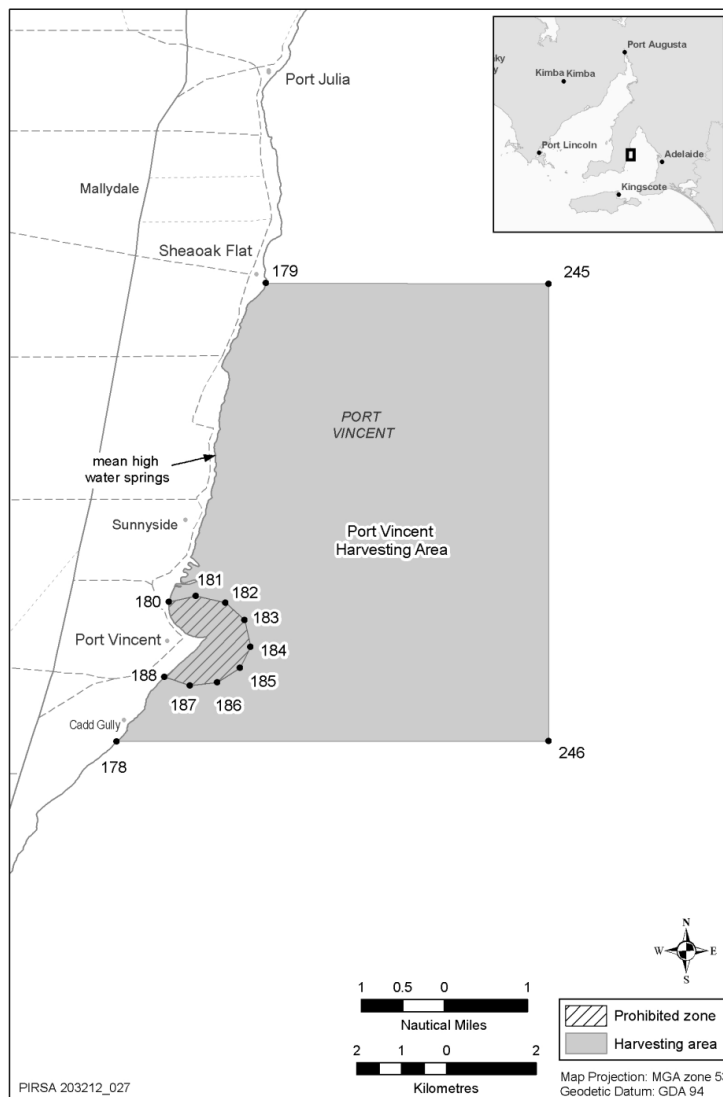 Port Julia
Mallydale
Sheaoak Flat
179
245
PORT
VINCENT
mean high
water springs
Port Vincent
Harvesting Area
Sunnyside
181
180
182
183
Port Vincent
184
188
185
187
186
Cadd Gully
178
246
Port Augusta
Kimba Kimba
Port Lincoln
Adelaide
Kingscote
N
W E
S
1 0.5 0 1
Nautical Miles
2 1 0 2
Kilometres
Prohibited zone
Harvesting area
PIRSA 203212_027
Map Projection: MGA zone
Geodetic Datum: GDA 94